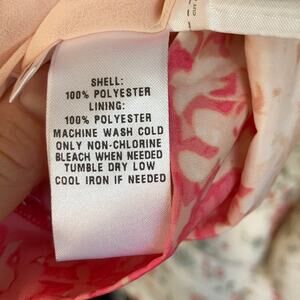 SHELL:
100% POLYESTER
LINING:
100% POLYESTER
MACHINE WASH COLD
ONLY NON-CHLORINE
BLEACH WHEN NEEDED
TUMBLE DRY LOW
COOL IRON IF NEEDED